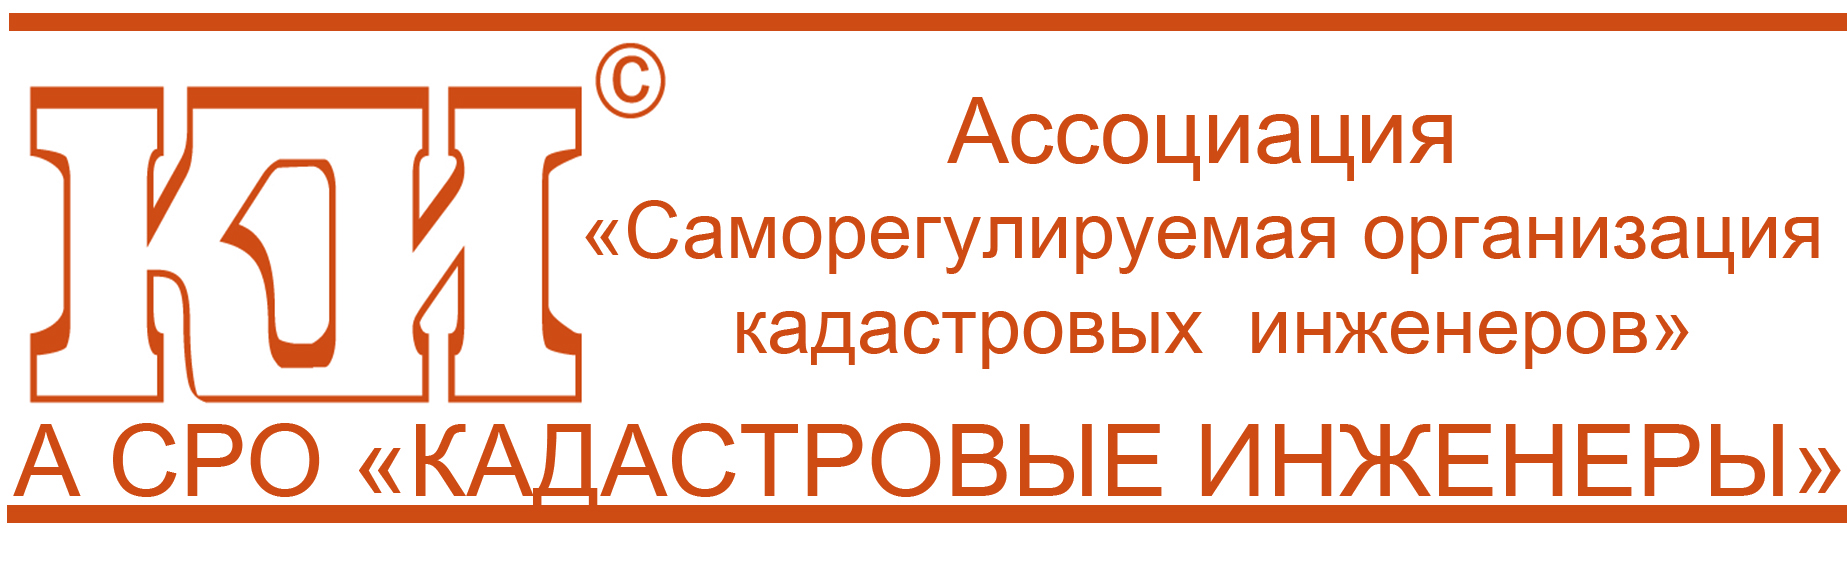 КИ©
Ассоциация
«Саморегулируемая организация
кадастровых инженеров»
А СРО «КАДАСТРОВЫЕ ИНЖЕНЕРЫ»